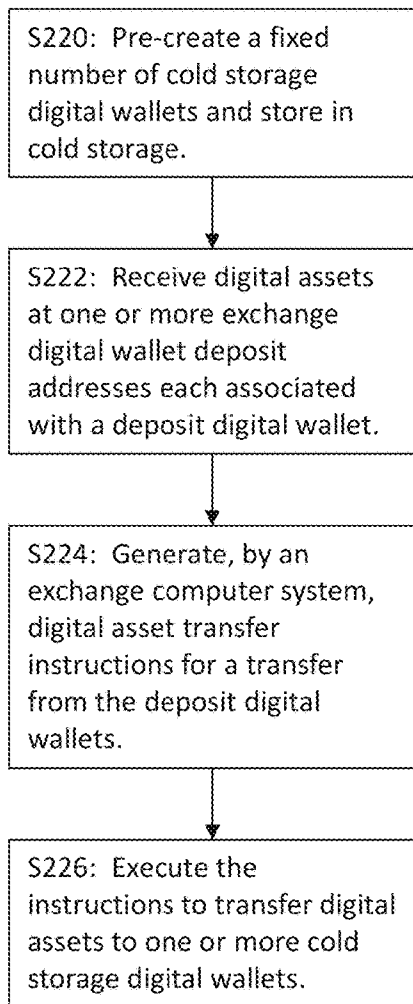 S220: Pre-create a fixed
number of cold storage
digital wallets and store in
cold storage.
S222: Receive digital assets
at one or more exchange
digital wallet deposit
addresses each associated
with a deposit digital wallet.
S224: Generate, by an
exchange computer system,
digital asset transfer
instructions for a transfer
from the deposit digital
wallets.
S226: Execute the
instructions to transfer digital
assets to one or more cold
storage digital wallets.